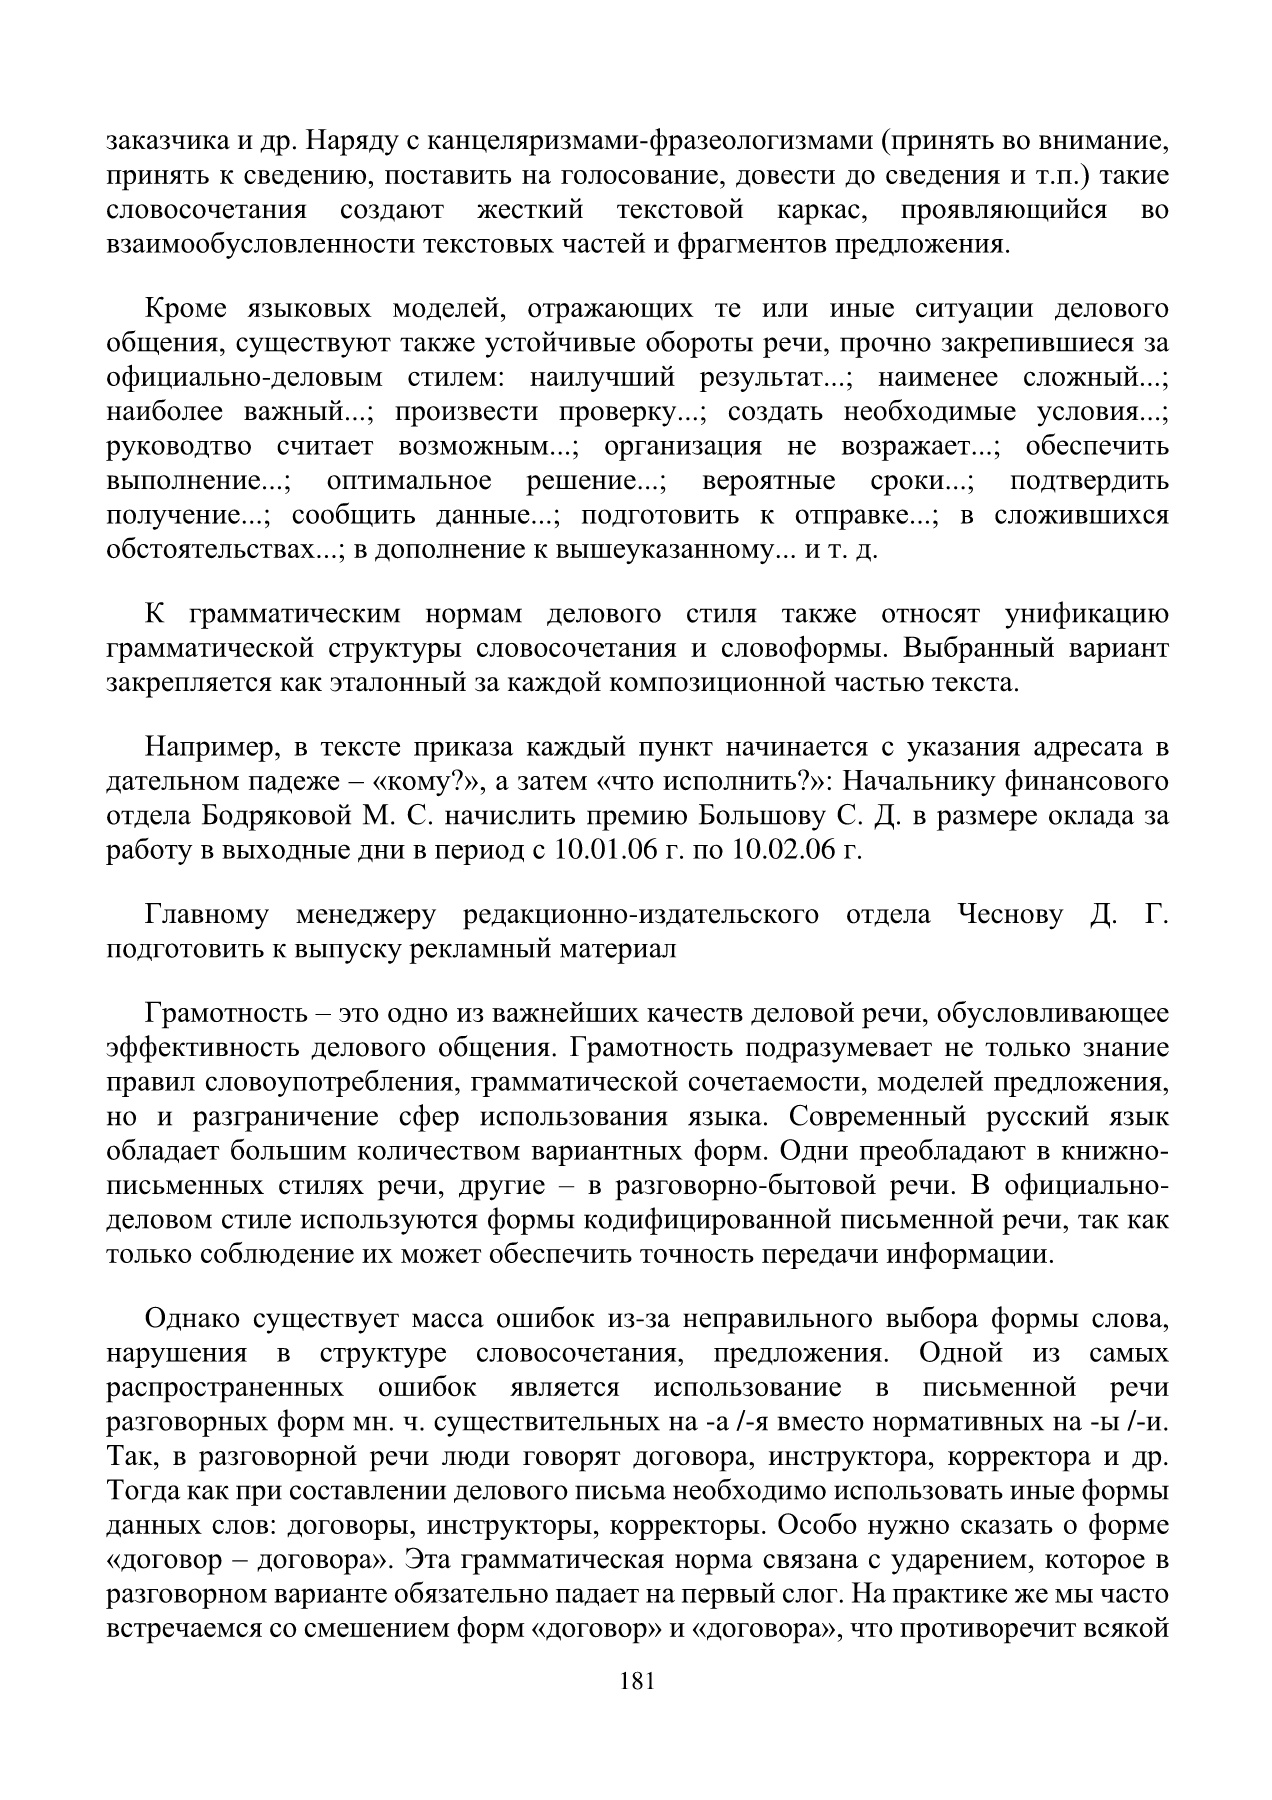 заказчика и др. Наряду с канцеляризмами-фразеологизмами (принять во внимание,
принять к сведению, поставить на голосование, довести до сведения и т.п.) такие
словосочетания создают жесткий текстовой каркас, проявляющийся во
взаимообусловленности текстовых частей и фрагментов предложения.
Кроме языковых моделей, отражающих те или иные ситуации делового
общения, существуют также устойчивые обороты речи, прочно закрепившиеся за
официально-деловым стилем: наилучший результат...; наименее сложный...;
наиболее важный...; произвести проверку...; создать необходимые условия...;
руководтво считает возможным...; организация не возражает...; обеспечить
выполнение...; оптимальное решение...; вероятные сроки...; подтвердить
получение...; сообщить данные...; подготовить к отправке...; в сложившихся
обстоятельствах...; в дополнение к вышеуказанному... и т. д.
К грамматическим нормам делового стиля также относят унификацию
грамматической структуры словосочетания и словоформы. Выбранный вариант
закрепляется как эталонный за каждой композиционной частью текста.
Например, в тексте приказа каждый пункт начинается с указания адресата в
дательном падеже – «кому?», а затем «что исполнить?»: Начальнику финансового
отдела Бодряковой М. С. начислить премию Большову С. Д. в размере оклада за
работу в выходные дни в период с 10.01.06 г. по 10.02.06 г.
Главному менеджеру редакционно-издательского отдела Чеснову Д. Г.
подготовить к выпуску рекламный материал
Грамотность – это одно из важнейших качеств деловой речи, обусловливающее
эффективность делового общения. Грамотность подразумевает не только знание
правил словоупотребления, грамматической сочетаемости, моделей предложения,
но и разграничение сфер использования языка. Современный русский язык
обладает большим количеством вариантных форм. Одни преобладают в книжно-
письменных стилях речи, другие – в разговорно-бытовой речи. В официально-
деловом стиле используются формы кодифицированной письменной речи, так как
только соблюдение их может обеспечить точность передачи информации.
Однако существует масса ошибок из-за неправильного выбора формы слова,
нарушения в структуре словосочетания, предложения. Одной из самых
распространенных ошибок является использование в письменной речи
разговорных форм мн. ч. существительных на -а /-я вместо нормативных на -ы /-и.
Так, в разговорной речи люди говорят договора, инструктора, корректора и др.
Тогда как при составлении делового письма необходимо использовать иные формы
данных слов: договоры, инструкторы, корректоры. Особо нужно сказать о форме
«договор – договора». Эта грамматическая норма связана с ударением, которое в
разговорном варианте обязательно падает на первый слог. На практике же мы часто
встречаемся со смешением форм «договор» и «договора», что противоречит всякой
181